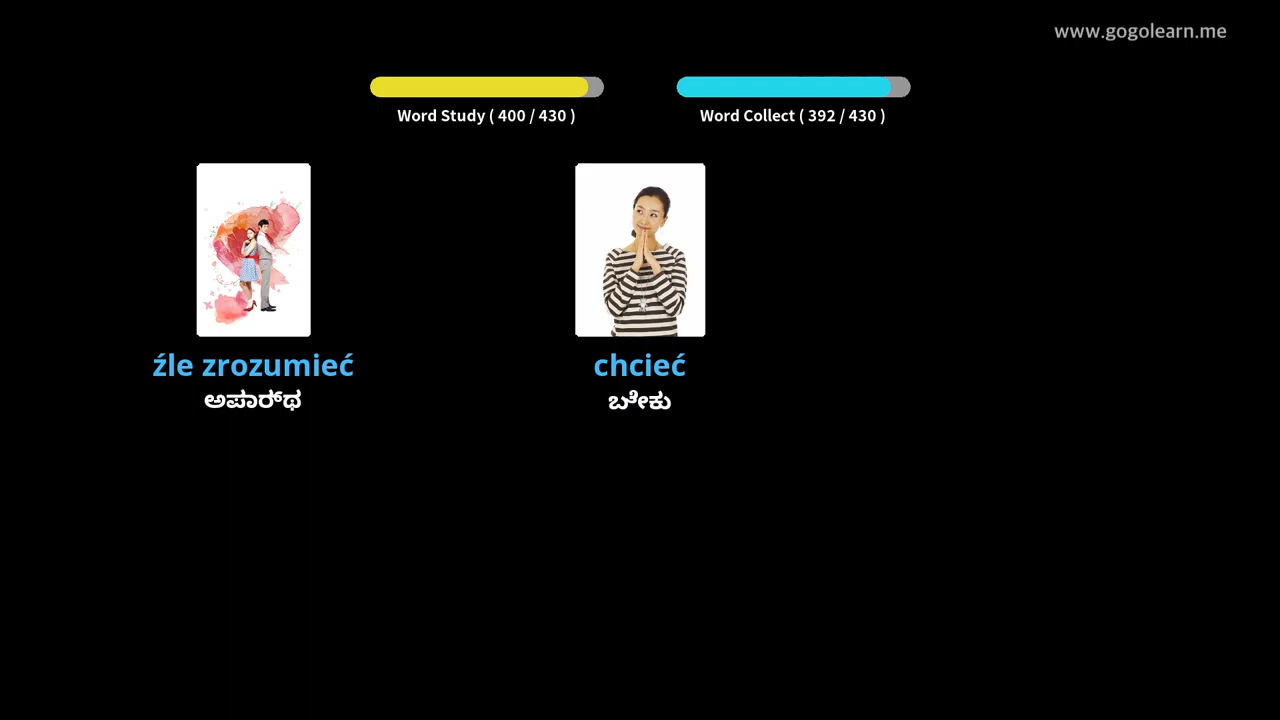 www.gogolearn.me
Word Study ( 400 / 430 )
Word Collect ( 392 / 430 )
źle zrozumieć
ಅಪಾರ್ಥ
chcieć
ಬೇಕು